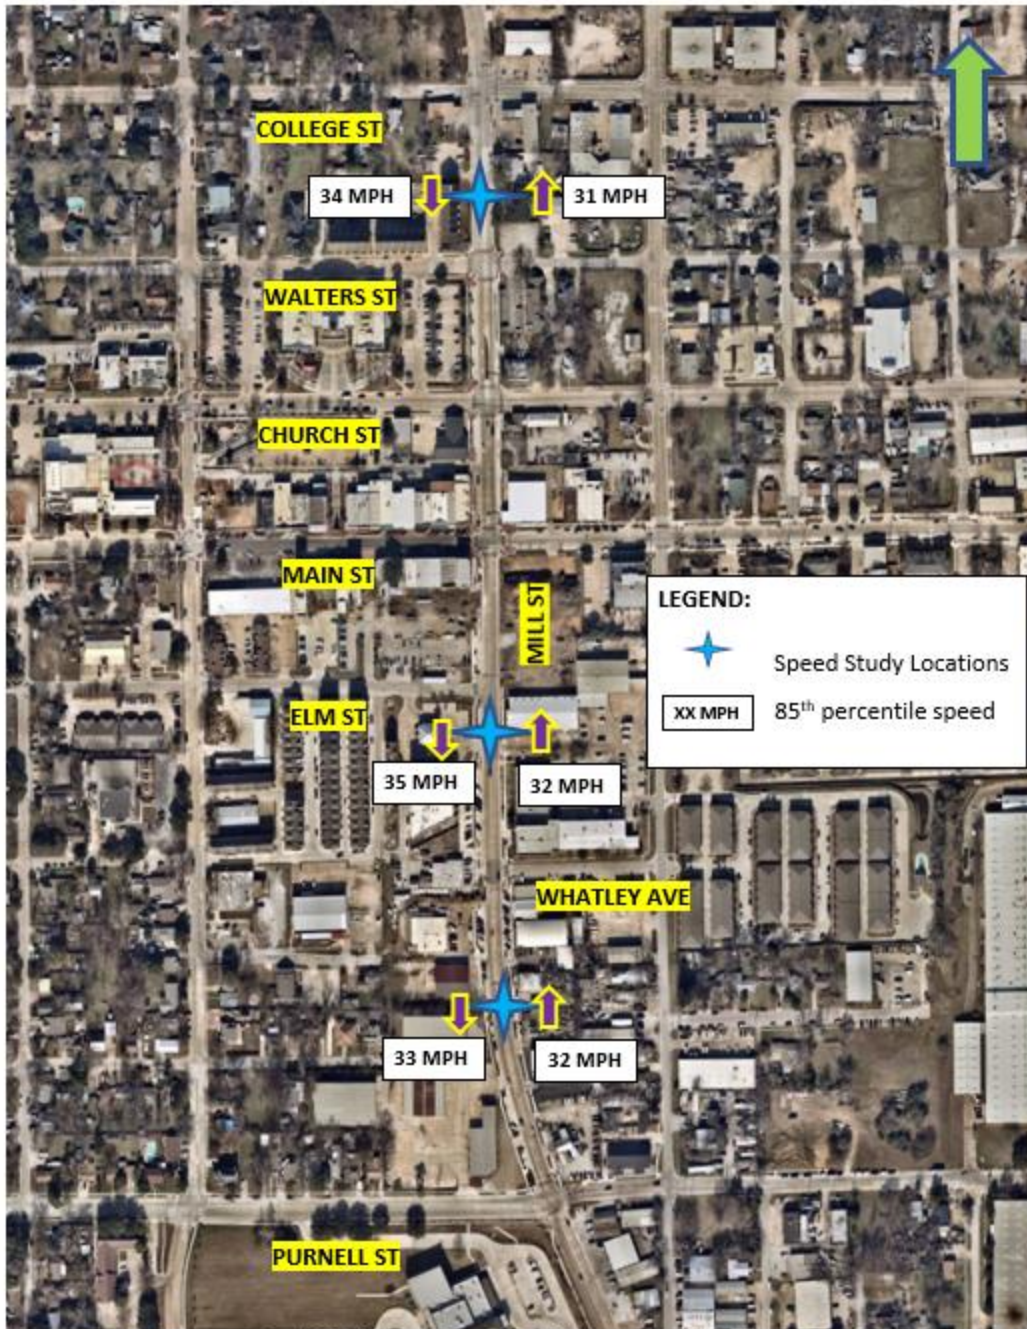 COLLEGE ST
34 MPH
31 MPH
WALTERS ST
CHURCH ST
MAIN ST
MILL ST
LEGEND:
Speed Study Locations
XX MPH
85th percentile speed
ELM ST
35 MPH
32 MPH
WHATLEY AVE
33 MPH
32 MPH
PURNELL ST